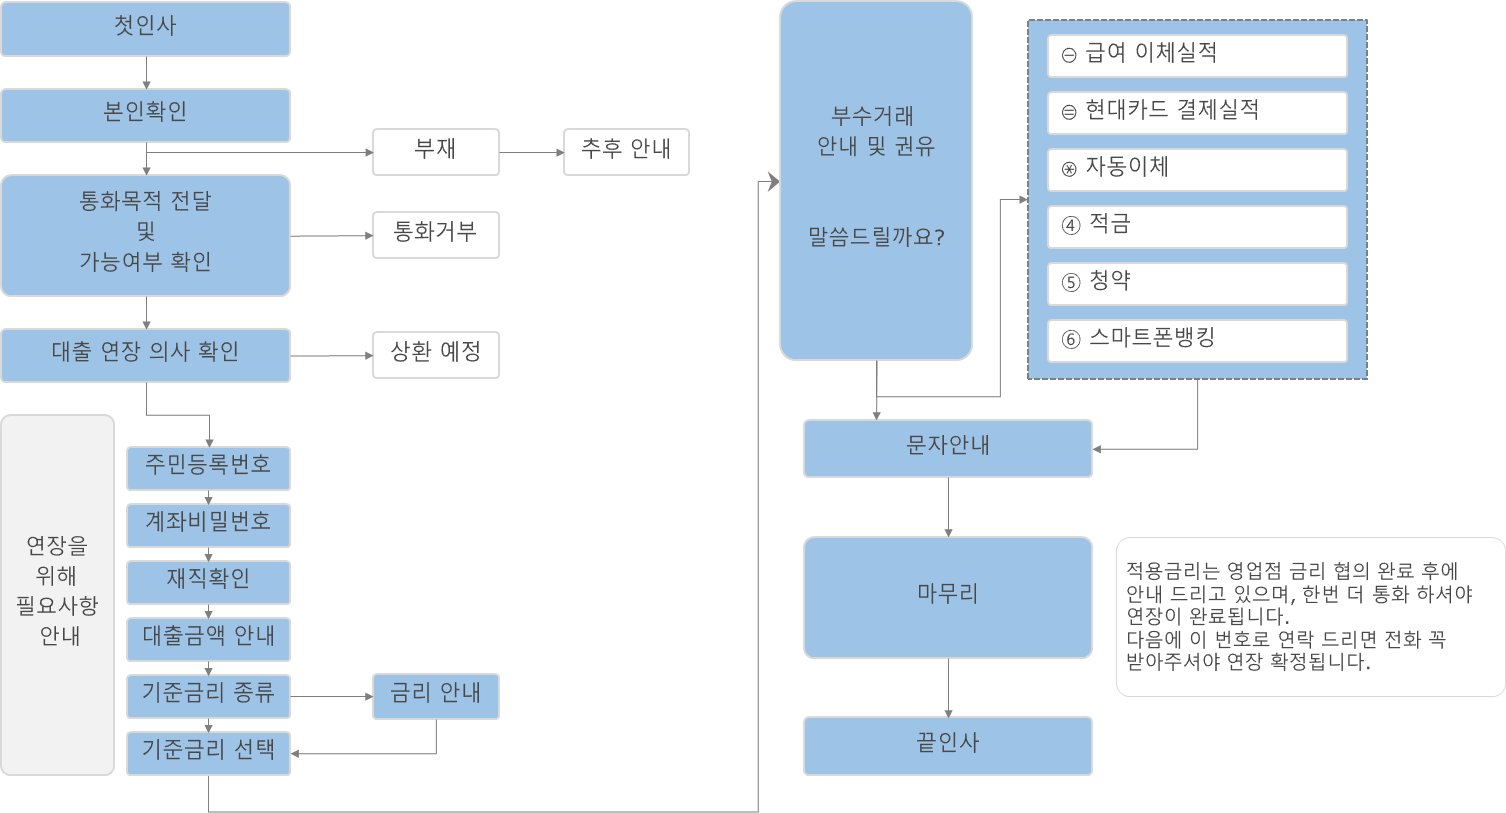 첫인사
본인확인
부재
추후 안내
통화목적 전달
및
가능여부 확인
통화거부
대출 연장 의사 확인
상환 예정
연장을
위해
필요사항
안내
주민등록번호
계좌비밀번호
재직확인
대출금액 안내
기준금리 종류
금리 안내
기준금리 선택
부수거래
안내 및 권유
말씀드릴까요?
㊀ 급여 이체실적
㊁ 현대카드 결제실적
㊍ 자동이체
④ 적금
⑤ 청약
⑥ 스마트폰뱅킹
문자안내
마무리
적용금리는 영업점 금리 협의 완료 후에
안내 드리고 있으며, 한번 더 통화 하셔야
연장이 완료됩니다.
다음에 이 번호로 연락 드리면 전화 꼭
받아주셔야 연장 확정됩니다.
끝인사